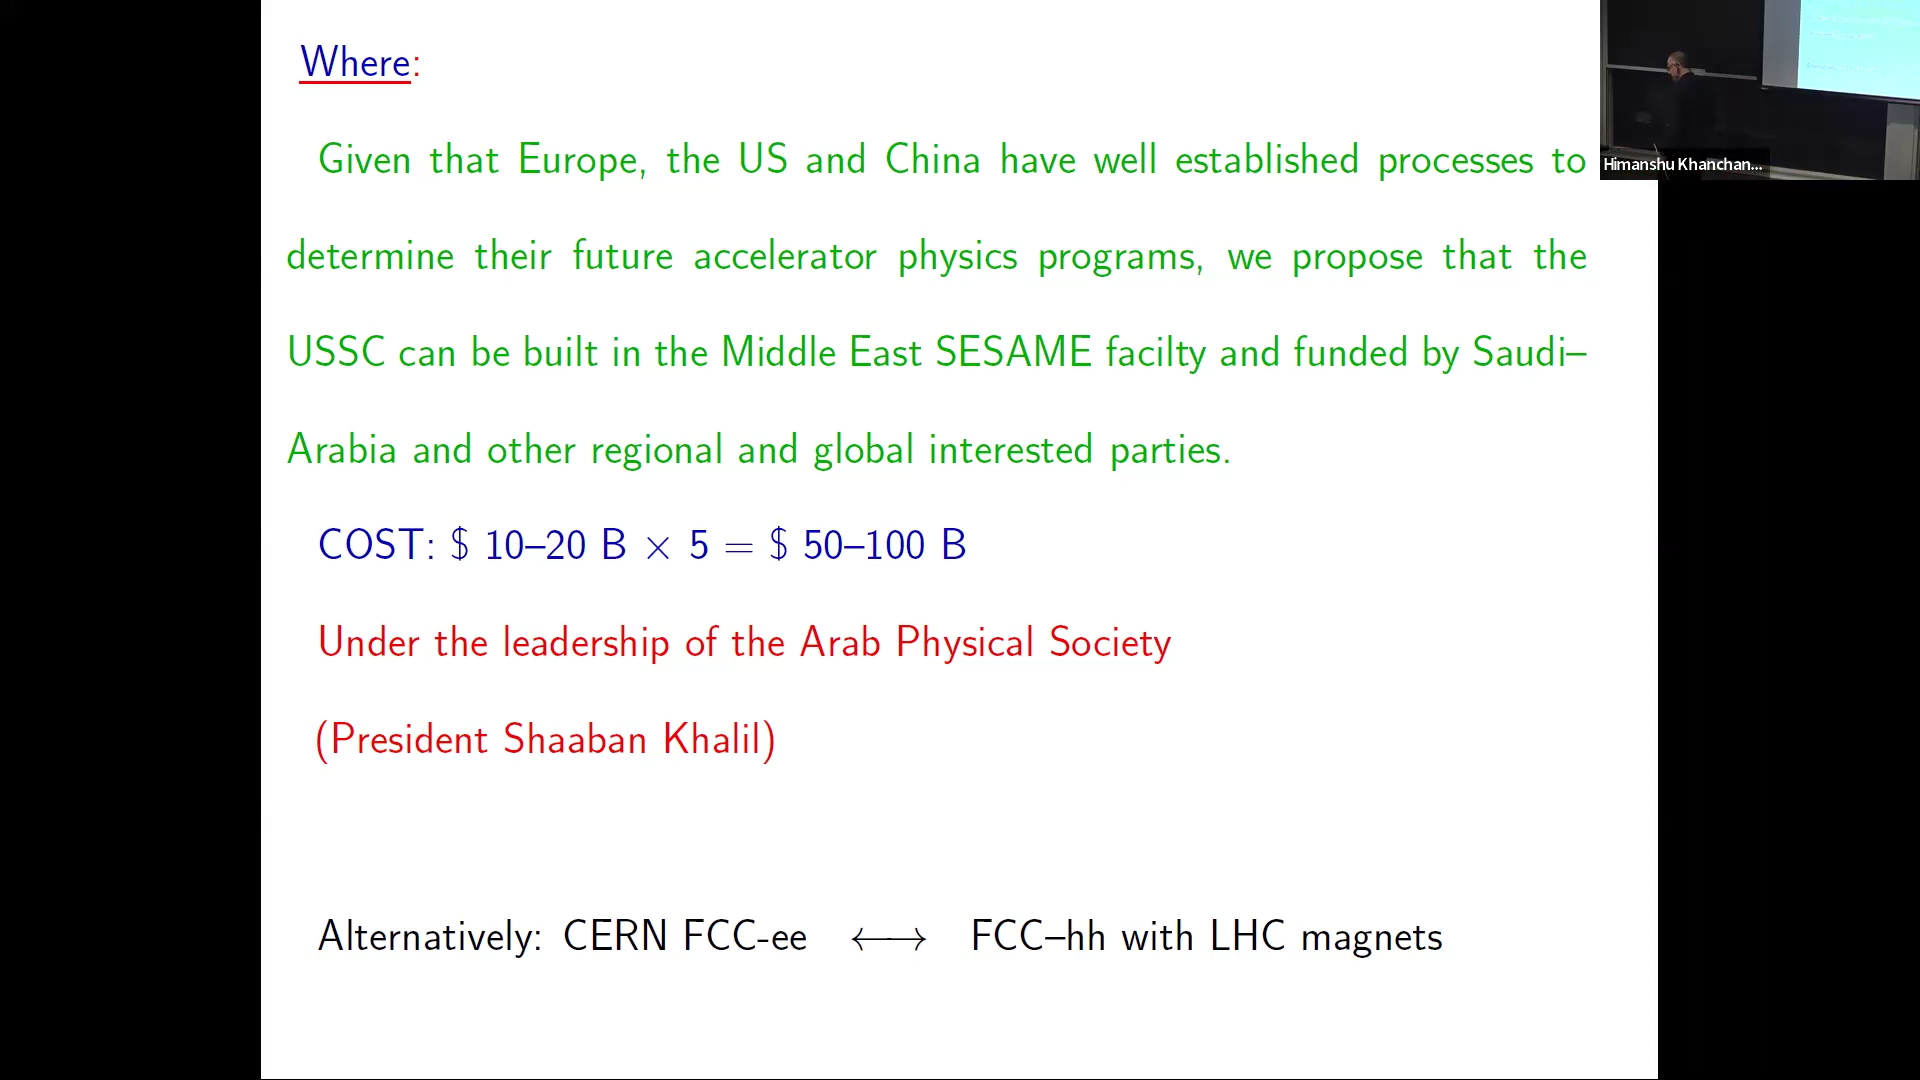 Where:
Given that Europe, the US and China have well established processes to
determine their future accelerator physics programs, we propose that the
USSC can be built in the Middle East SESAME facilty and funded by Saudi–
Arabia and other regional and global interested parties.
COST: $ 10–20 B × 5 = $ 50–100 B
Under the leadership of the Arab Physical Society
(President Shaaban Khalil)
Alternatively: CERN FCC-ee ⟷ FCC–hh with LHC magnets
Himanshu Khanchan...